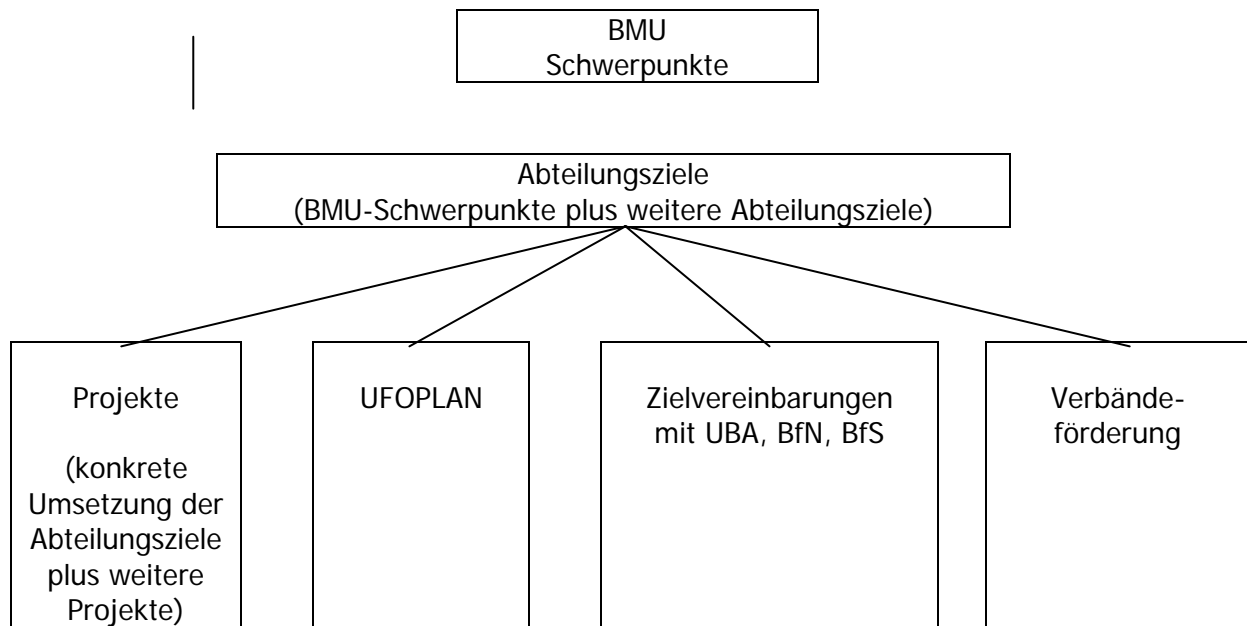 BMU
Schwerpunkte
Abteilungsziele
(BMU-Schwerpunkte plus weitere Abteilungsziele)
Projekte
(konkrete
Umsetzung der
Abteilungsziele
plus weitere
Projekte)
UFOPLAN
Zielvereinbarungen
mit UBA, BfN, BfS
Verbände-
förderung